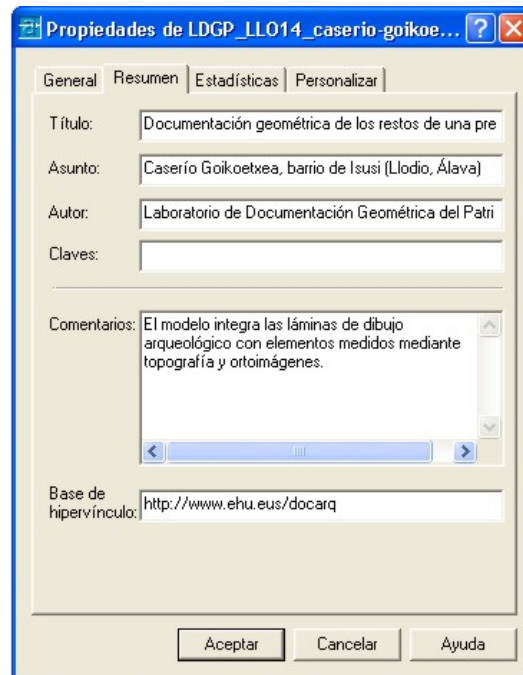 Propiedades de LDGP_LLO14_caserio-goikoe...
General Resumen Estadísticas Personalizar
Título: Documentación geométrica de los restos de una pre
Asunto: Caserío Goikoetxea, barrio de Isusi (Llodio, Álava)
Autor: Laboratorio de Documentación Geométrica del Patri
Claves:
Comentarios: El modelo integra las láminas de dibujo
arqueológico con elementos medidos mediante
topografía y ortoimágenes.
Base de
hipervínculo: http://www.ehu.eus/docarq
Aceptar Cancelar Ayuda